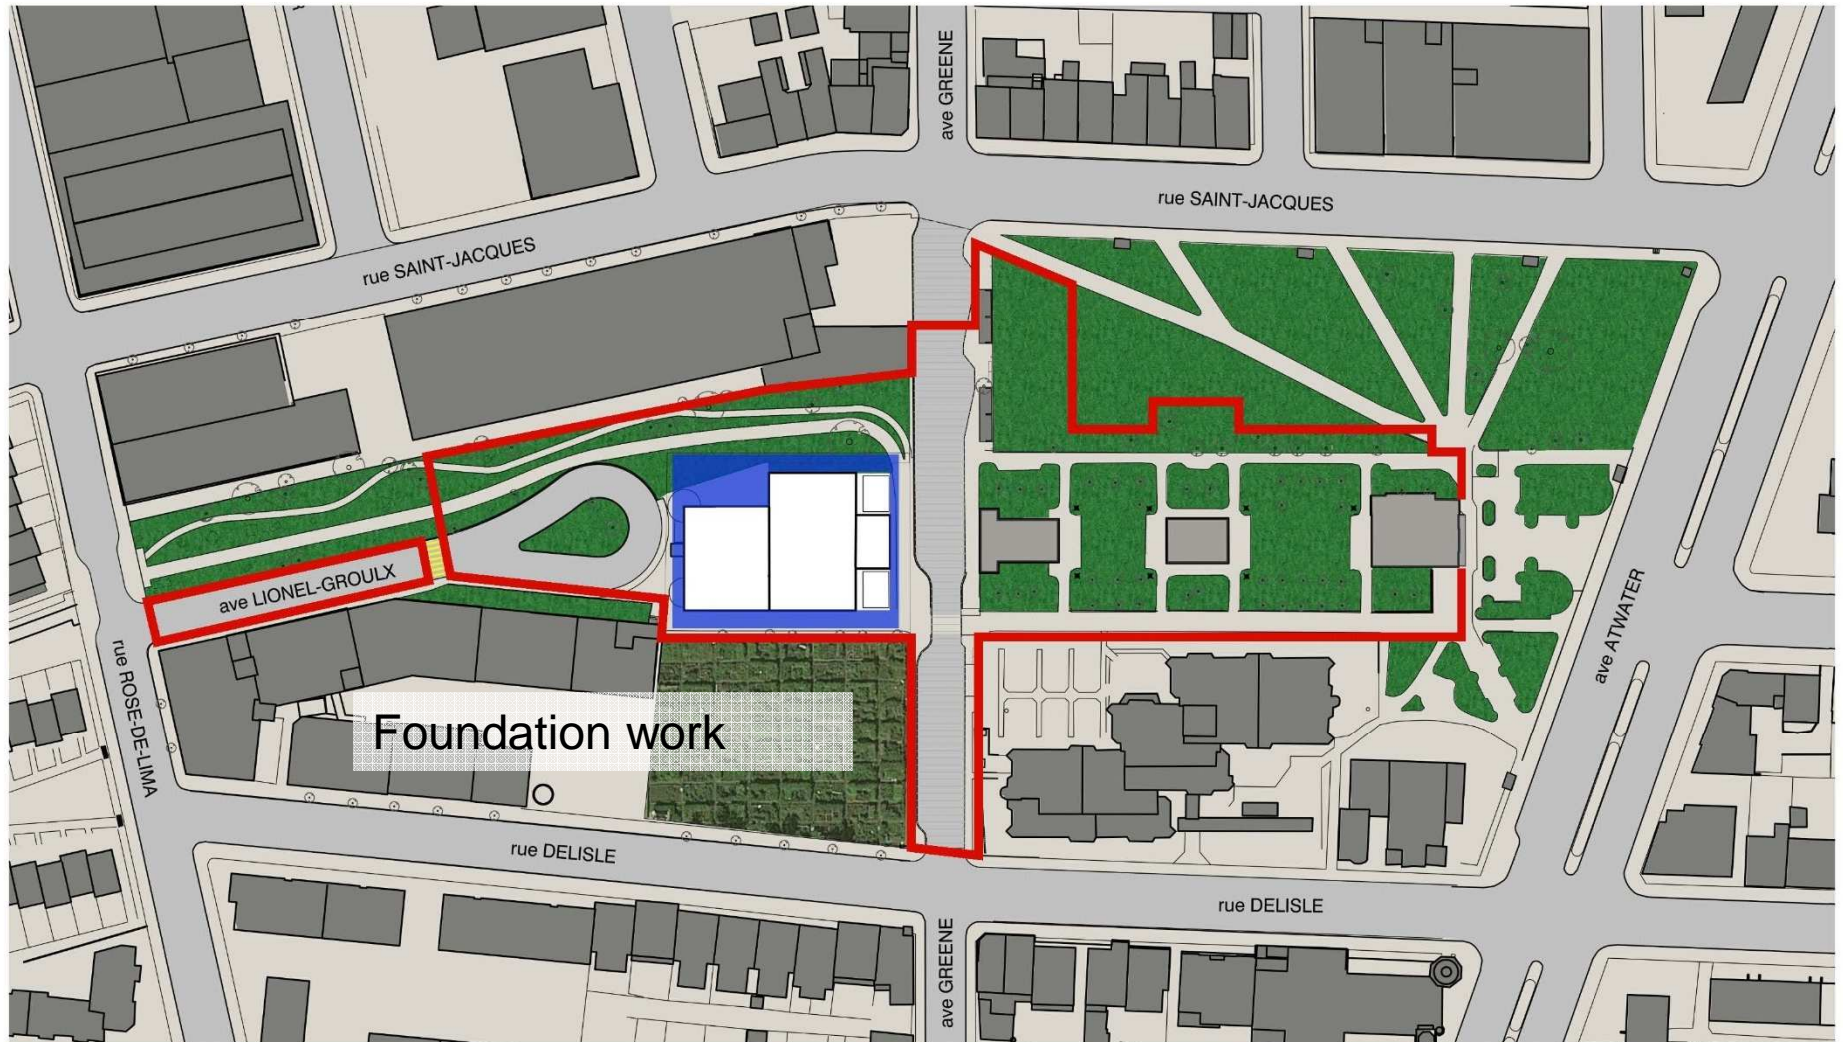 ave GREENE
rue SAINT-JACQUES
rue SAINT-JACQUES
ave LIONEL-GROULX
ave ATWATER
rue ROSE-DE-LIMA
Foundation work
rue DELISLE
rue DELISLE
ave GREENE